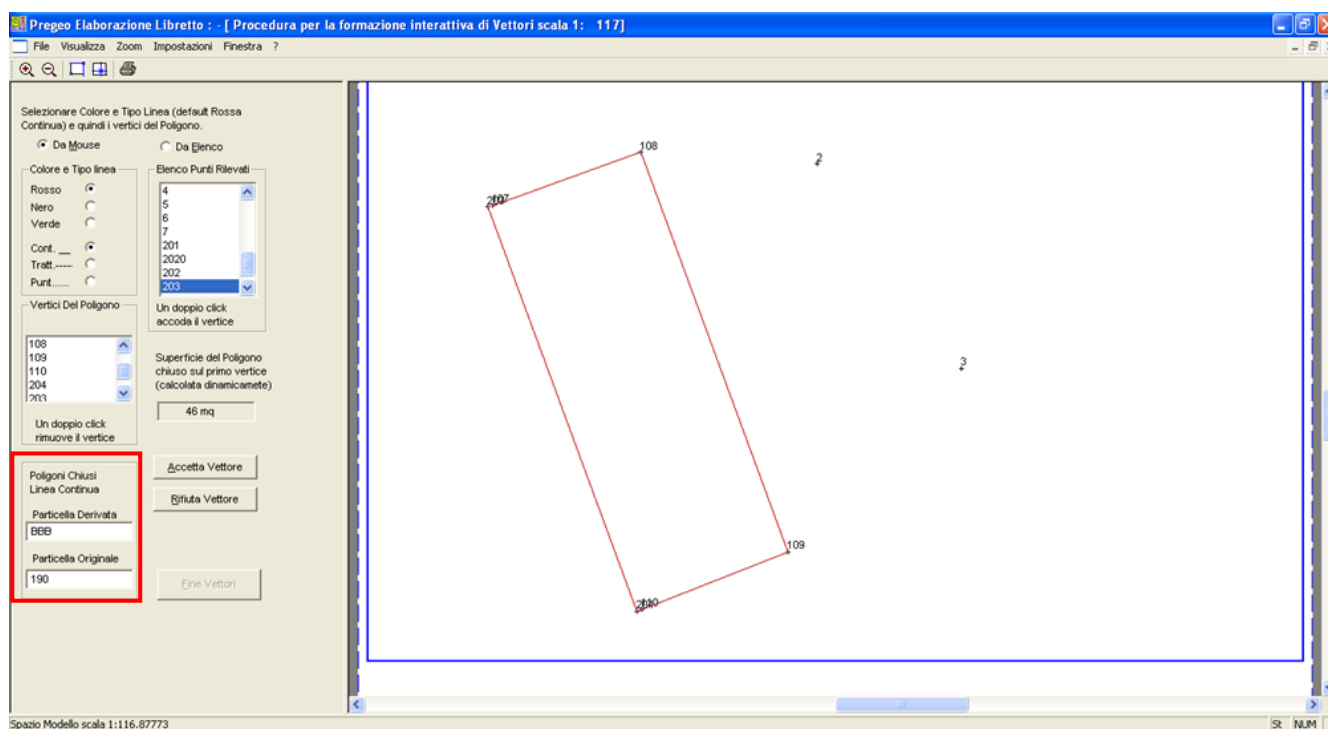 Pregeo Elaborazione Libretto : - [ Procedura per la formazione interattiva di Vettori scala 1: 117]
File Visualizza Zoom Impostazioni Finestra ?
Selezionare Colore e Tipo Linea (default Rossa
Continua) e quindi i vertici del Poligono.
Da Mouse
Da Elenco
Colore e Tipo linea
Rosso
Nero
Verde
Cont. __
Tratt.-----
Punt......
Elenco Punti Rilevati
4
5
6
7
201
2020
202
203
Un doppio click
accoda il vertice
Vertici Del Poligono
108
109
110
204
203
Un doppio click
rimuove il vertice
Superficie del Poligono
chiuso sul primo vertice
(calcolata dinamicamete)
46 mq
Poligoni Chiusi
Linea Continua
Particella Derivata
BBB
Particella Originale
190
Accetta Vettore
Rifiuta Vettore
Fine Vettori
108
2
107
3
109
110
Spazio Modello scala 1:116.87773
St NUM